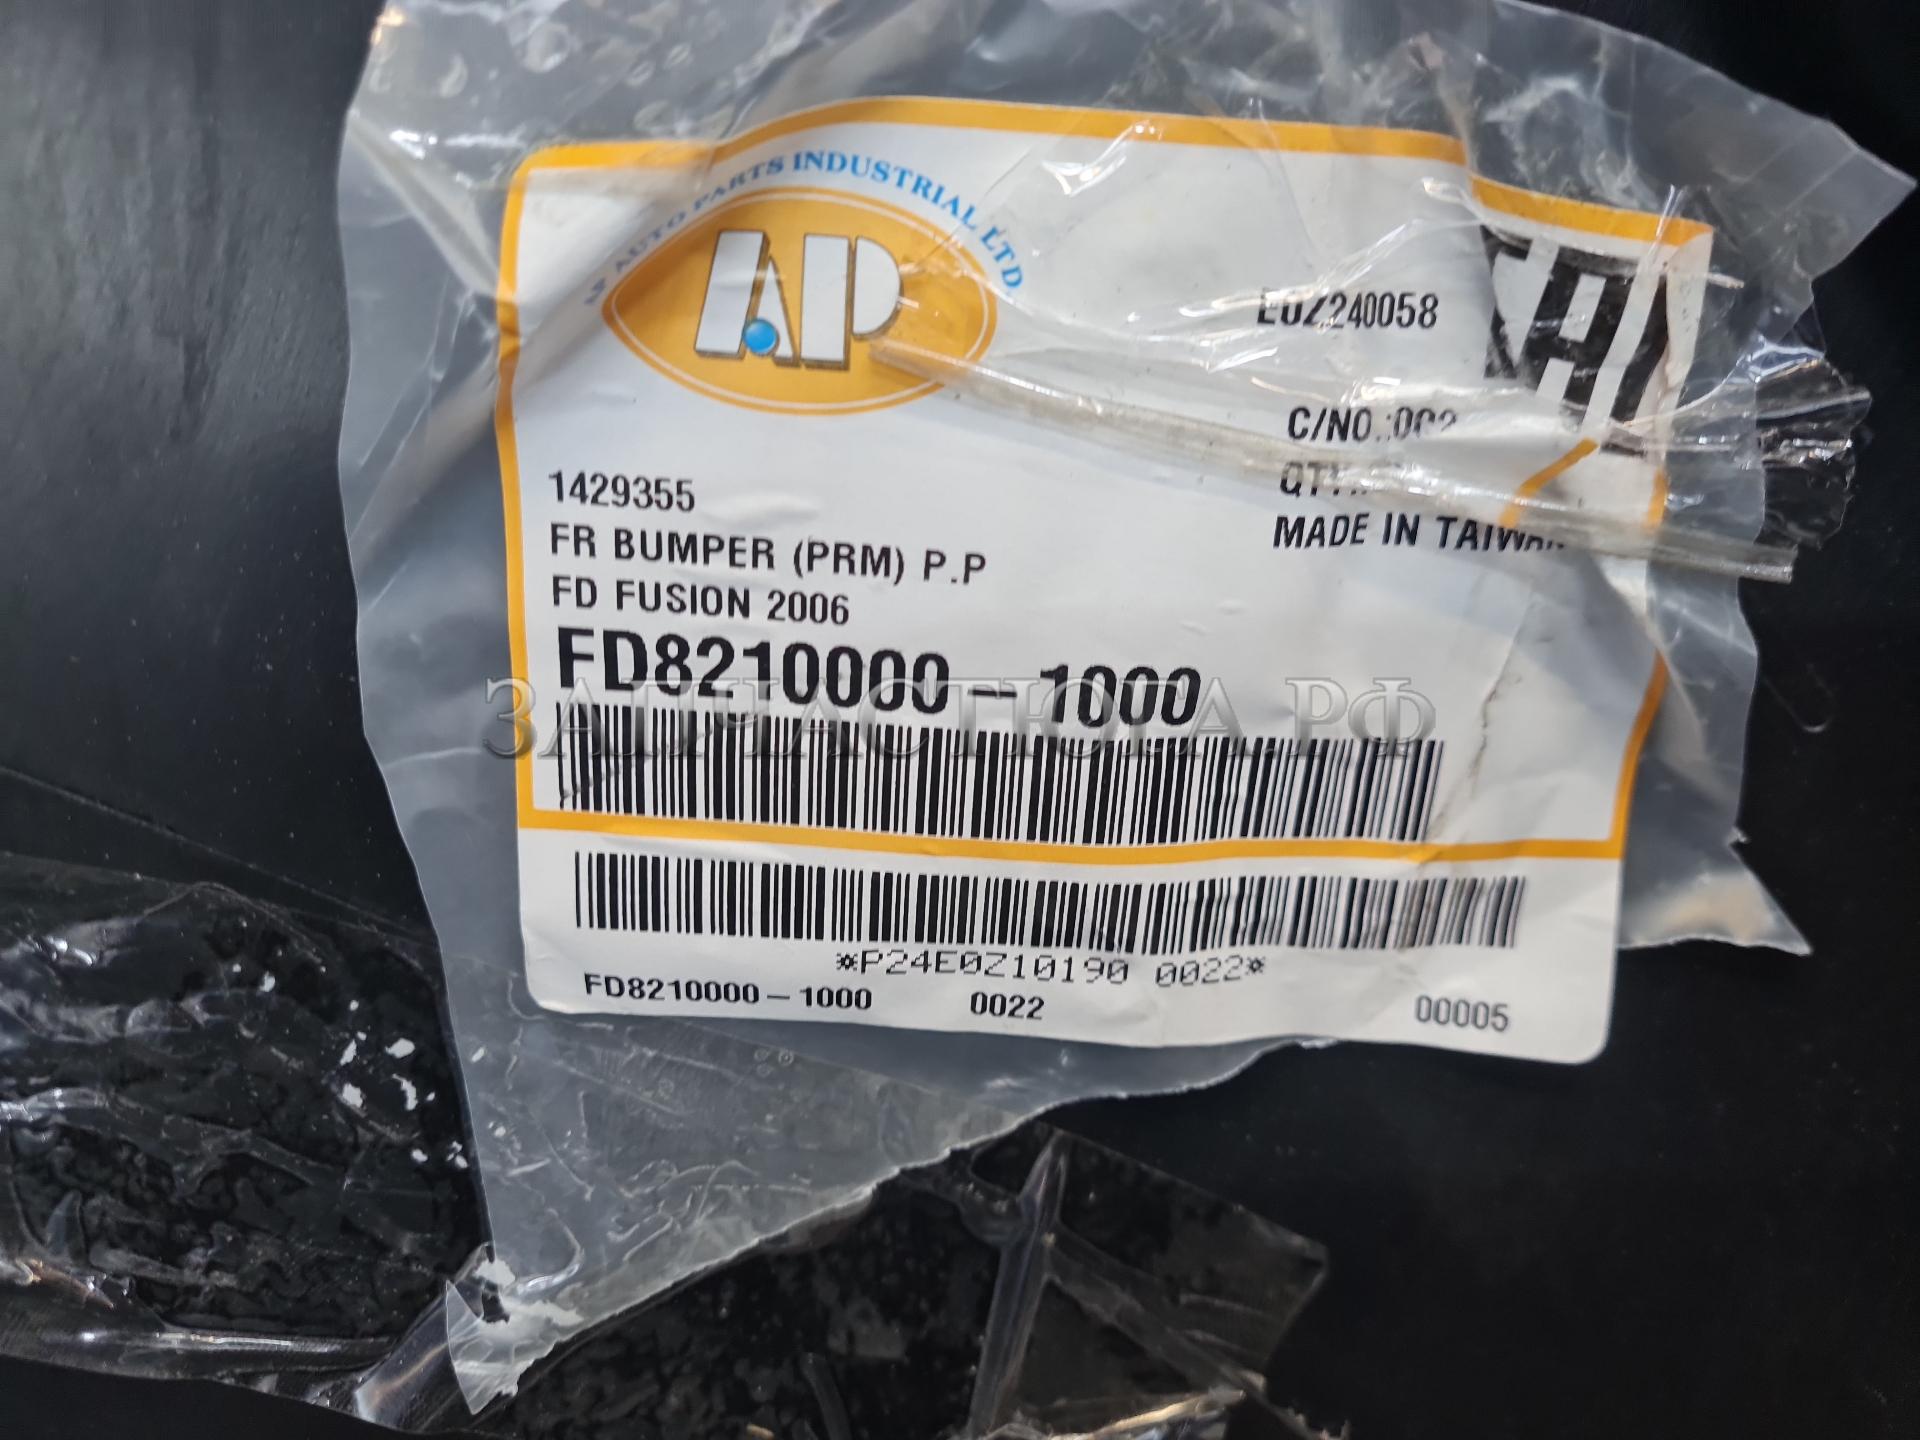 AP AUTO PARTS INDUSTRIAL LTD
AP
E0Z240058
C/NO.:002
MADE IN TAIWAN
1429355
FR BUMPER (PRM) P.P
FD FUSION 2006
FD8210000-1000
ЗАПЧАСТЮГА.РФ
*P24E0Z10190 0022*
FD8210000-1000 0022 00005